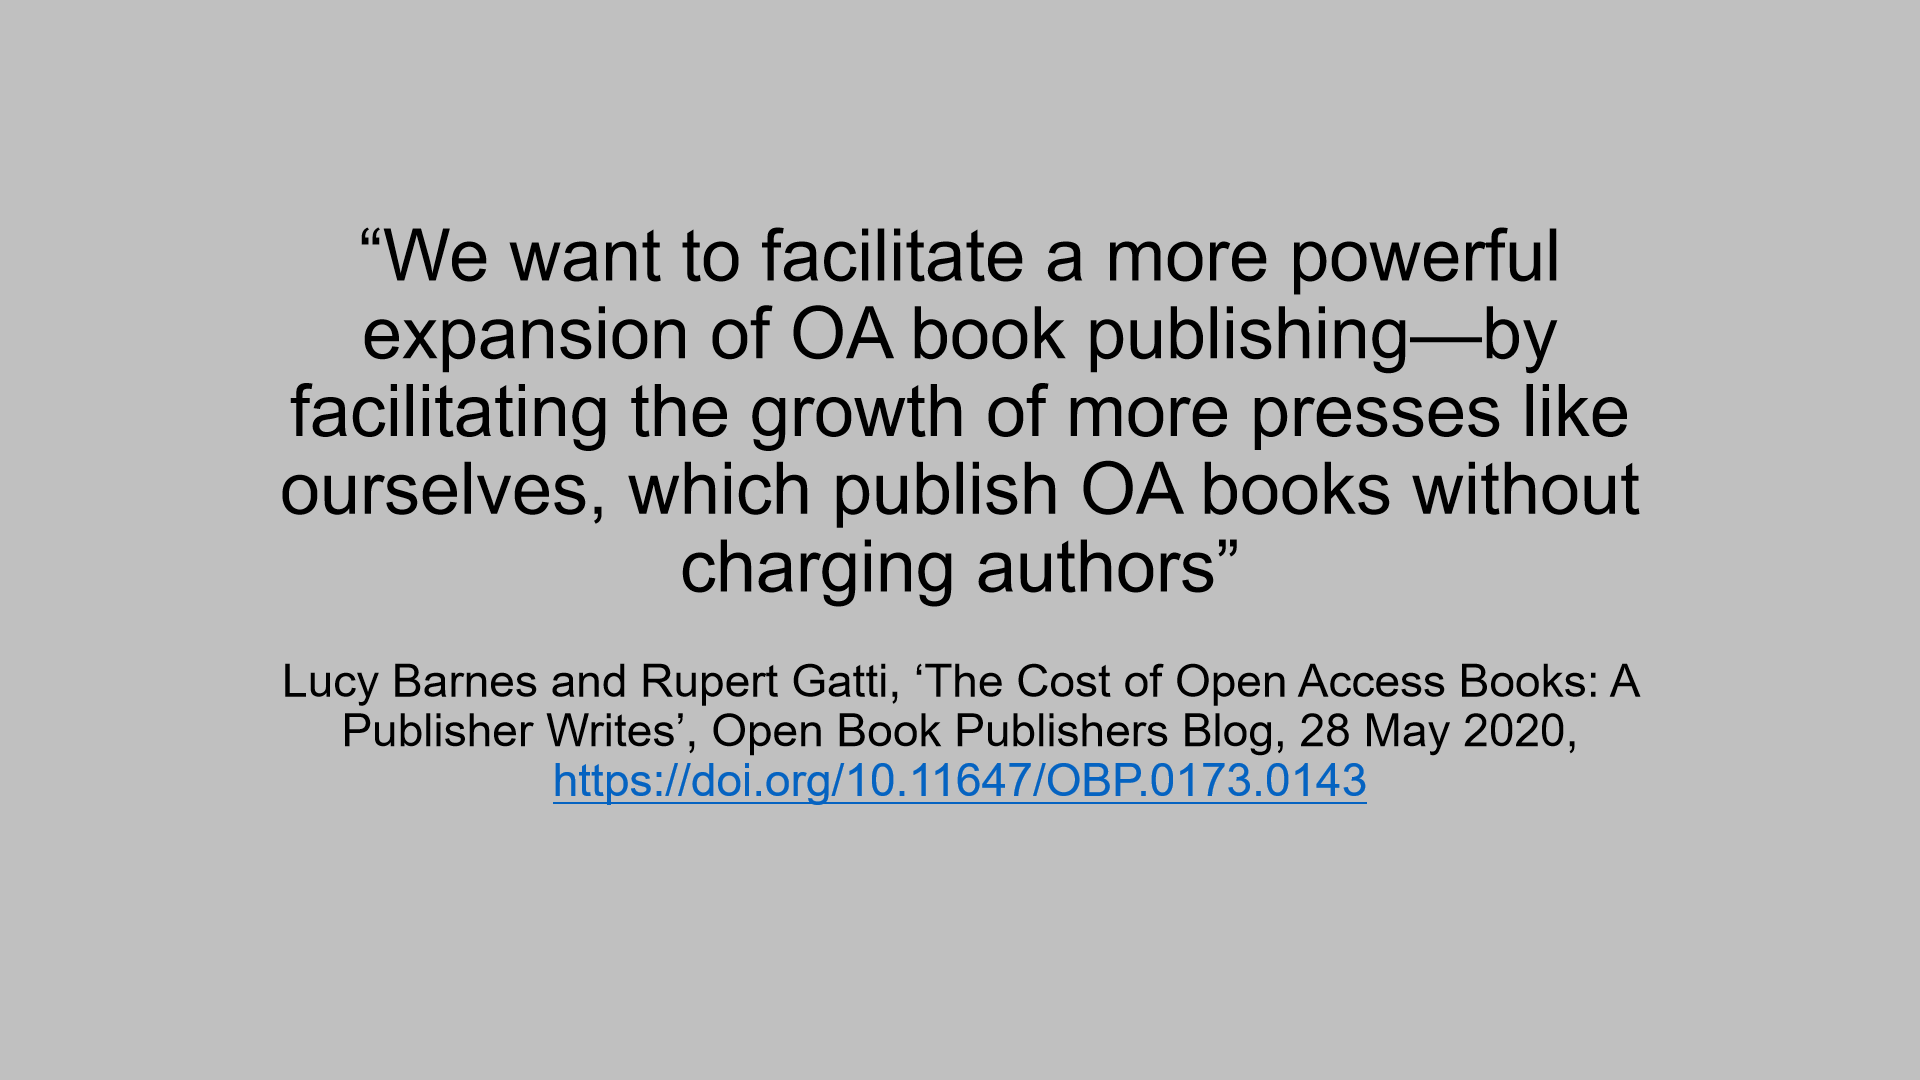 “We want to facilitate a more powerful
expansion of OA book publishing—by
facilitating the growth of more presses like
ourselves, which publish OA books without
charging authors”
Lucy Barnes and Rupert Gatti, ‘The Cost of Open Access Books: A
Publisher Writes’, Open Book Publishers Blog, 28 May 2020,
https://doi.org/10.11647/OBP.0173.0143